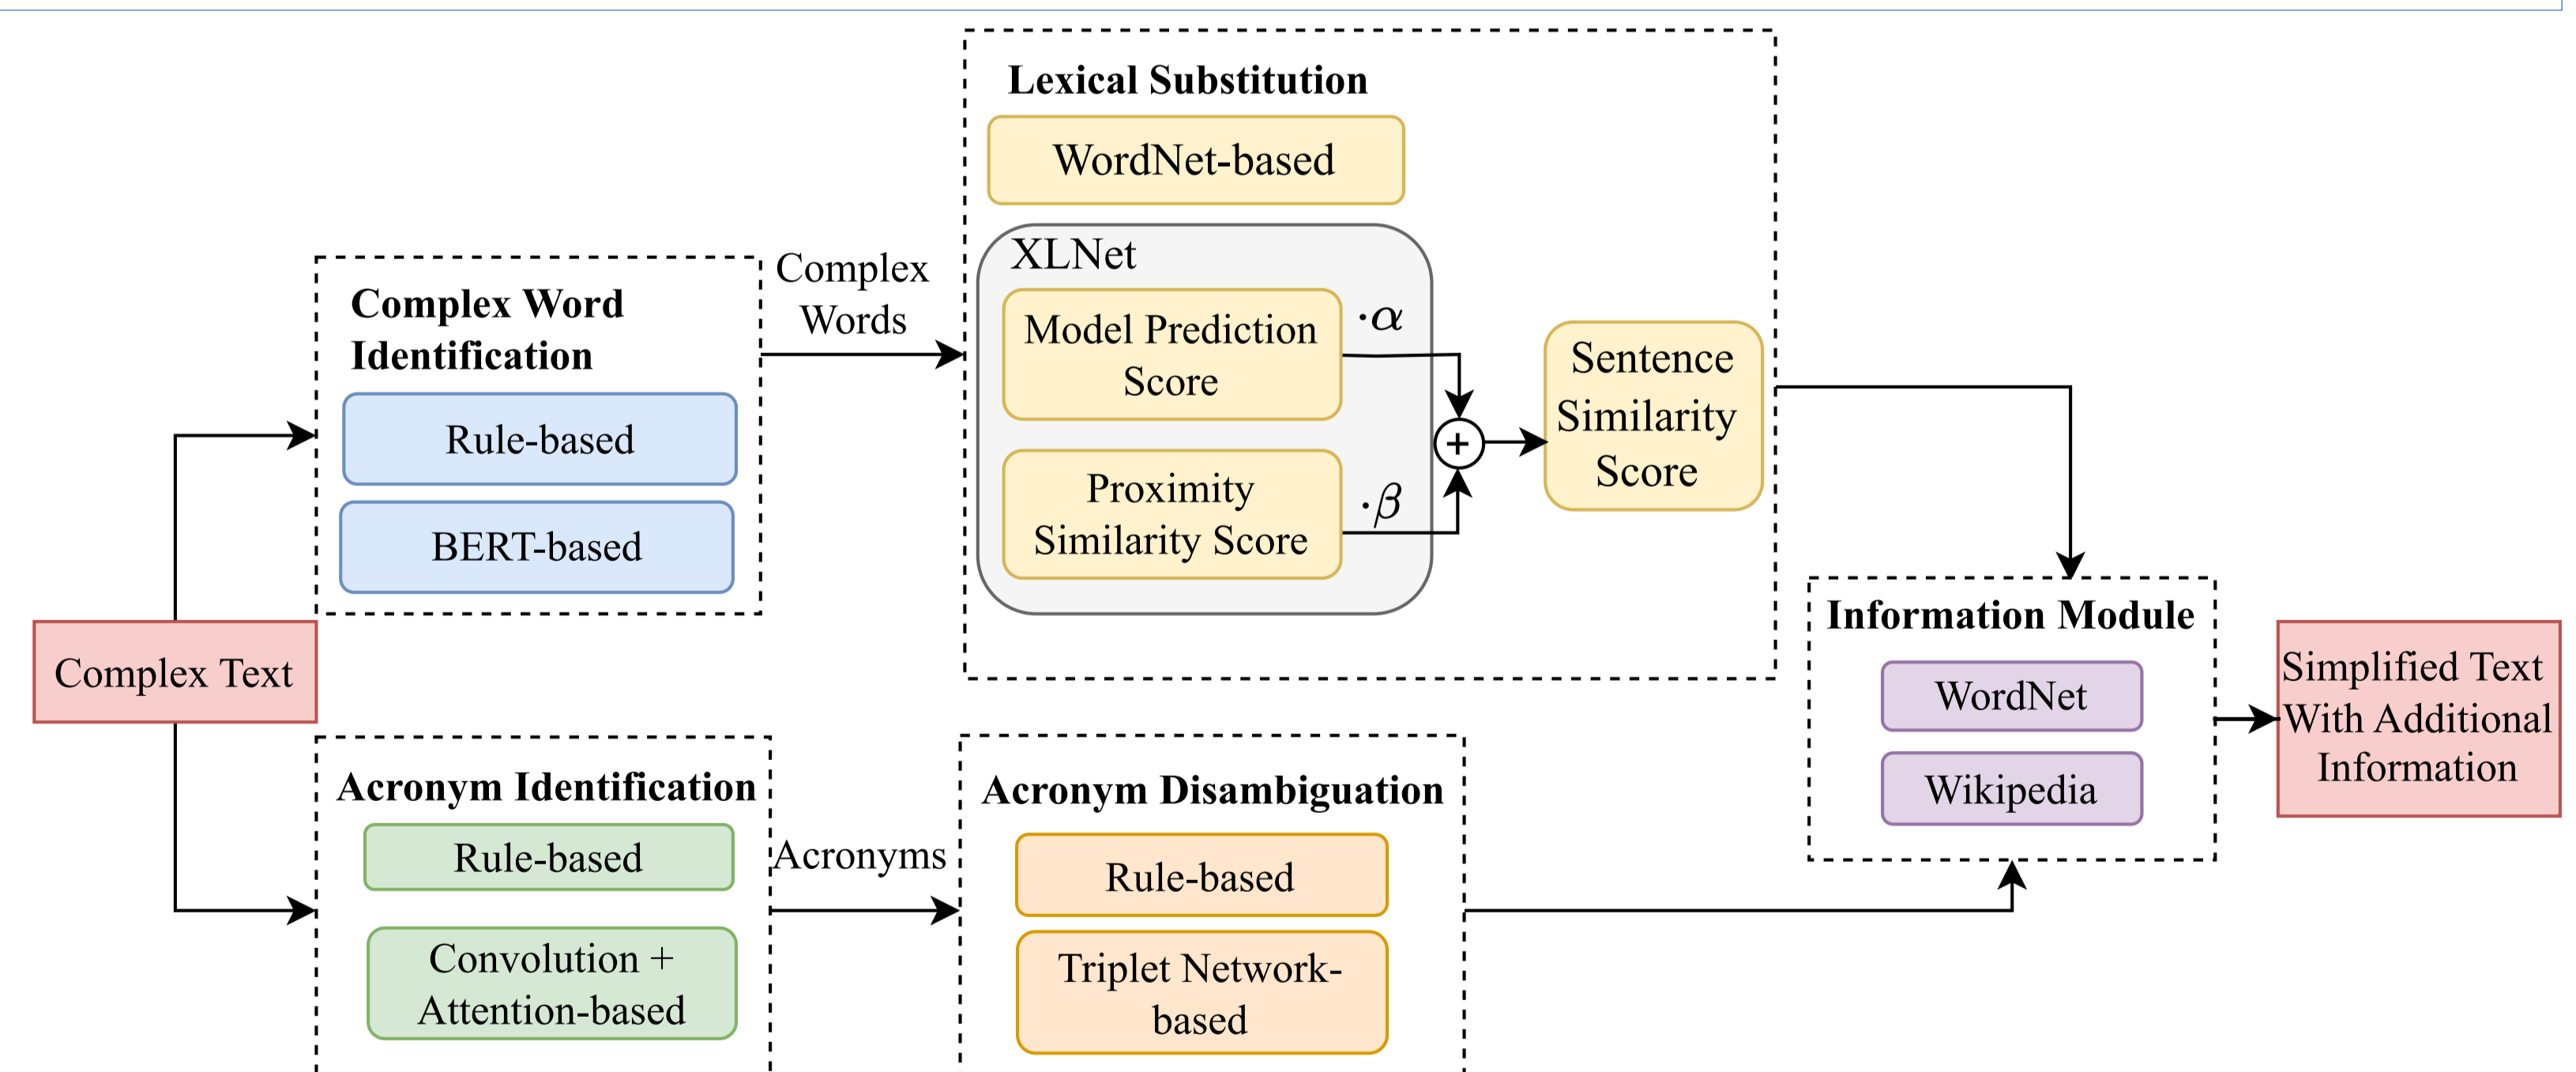 Lexical Substitution
WordNet-based
XLNet
Model Prediction
Score
·α
Proximity
Similarity Score
·β
+
Sentence
Similarity
Score
Complex Word
Identification
Rule-based
BERT-based
Complex
Words
Complex Text
Acronym Identification
Rule-based
Convolution +
Attention-based
Acronyms
Acronym Disambiguation
Rule-based
Triplet Network-
based
Information Module
WordNet
Wikipedia
Simplified Text
With Additional
Information